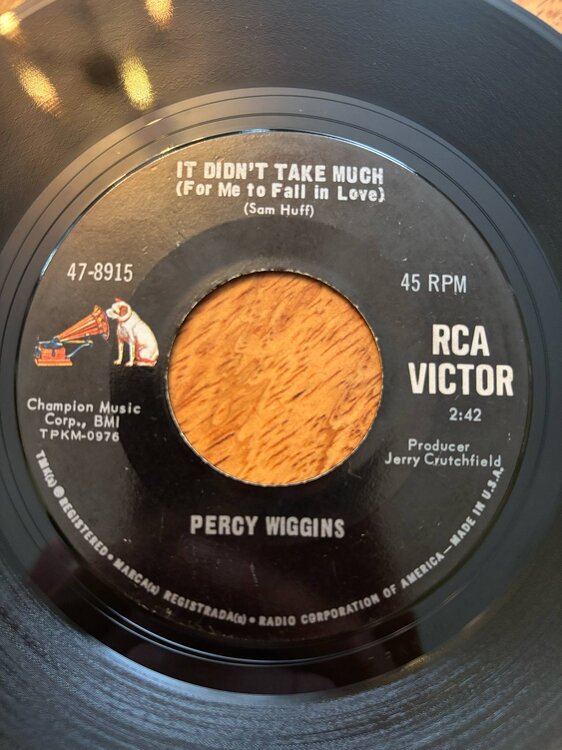 IT DIDN'T TAKE MUCH
(For Me to Fall in Love)
(Sam Huff)
47-8915
45 RPM
RCA
VICTOR
2:42
Champion Music
Corp., BMI
TPKM-0976
Producer
Jerry Crutchfield
PERCY WIGGINS
TMK(s) ® REGISTERED • MARCA(s) REGISTRADA(s) • RADIO CORPORATION OF AMERICA—MADE IN U.S.A.